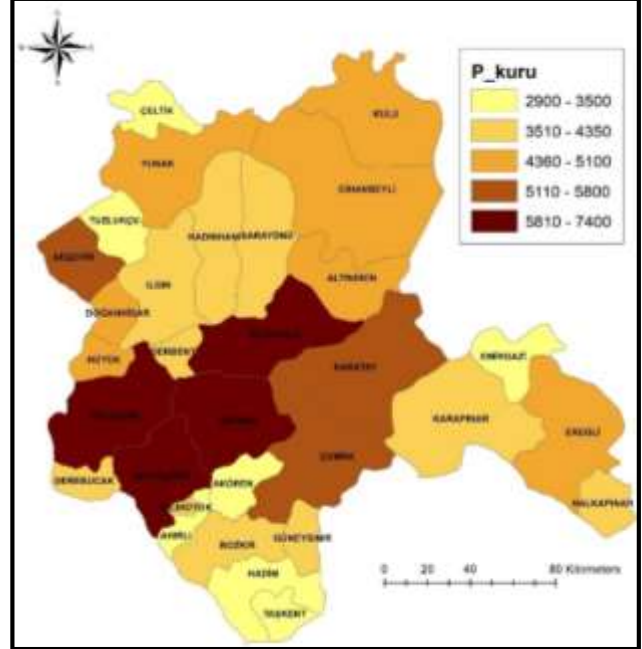 P_kuru
2900 - 3500
3510 - 4350
4360 - 5100
5110 - 5800
5810 - 7400
ÇELTİK
KULU
YUNAK
CİHANBEYLİ
TUZLUKÇU
KADINHANI
SARAYÖNÜ
ILGIN
ALTINEKİN
DOĞANHİSAR
DERBENT
HÜYÜK
KARATAY
EMİRGAZİ
KARAPINAR
EREĞLİ
ÇUMRA
DEREBUCAK
AKÖREN
HALKAPINAR
AHIRLI
BOZKIR
GÜNEYSINIR
HADİM
TAŞKENT
0 20 40 80 Kilometers